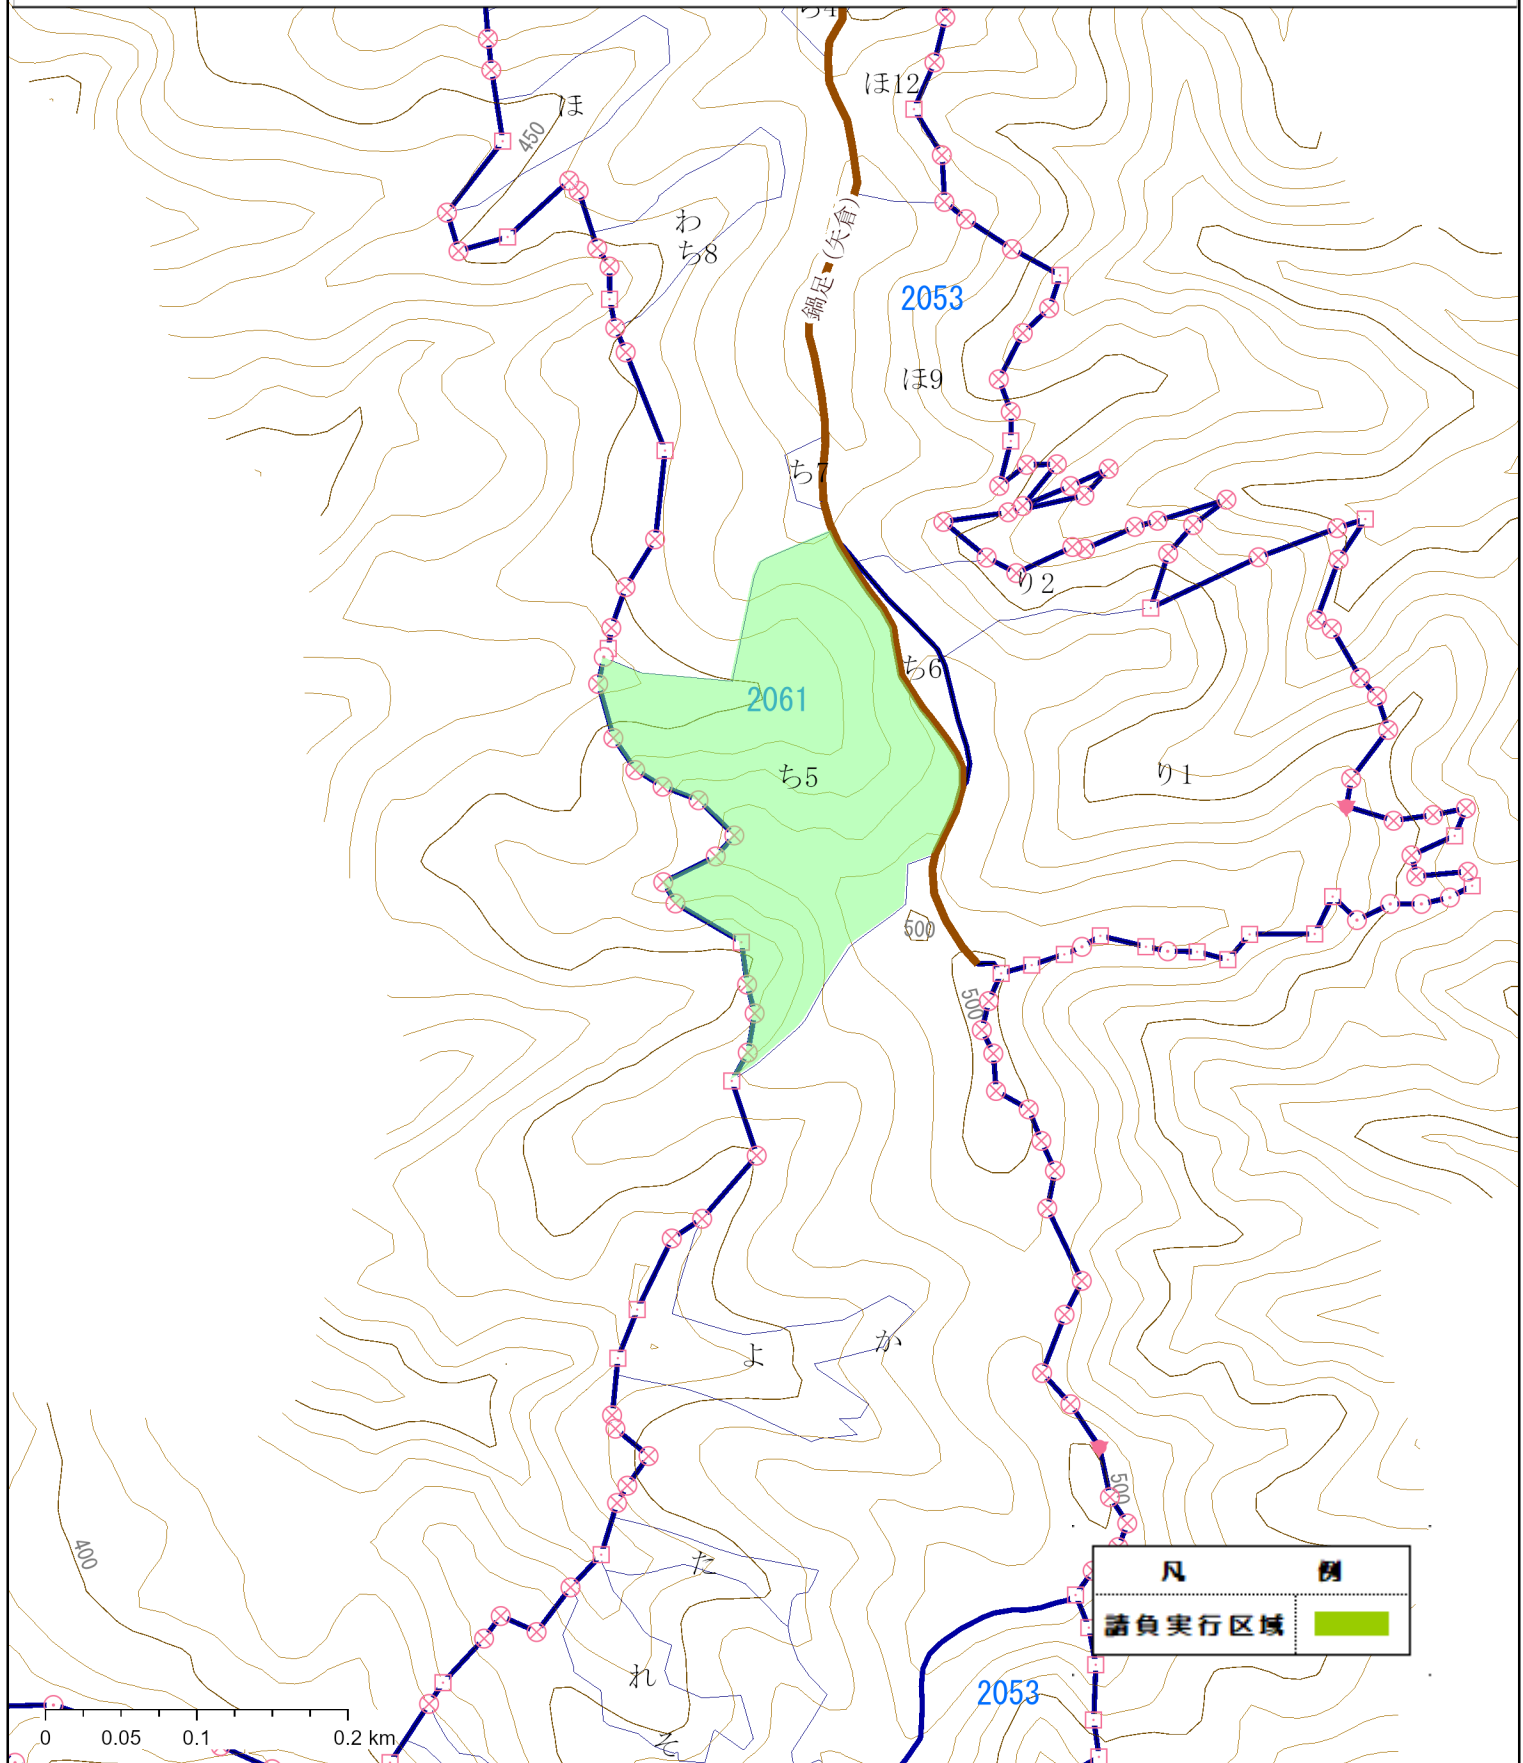 ち4
ほ12
ほ
450
わ
ち8
鍋足(矢倉)
2053
ほ9
ち7
り2
ち6
2061
ち5
り1
500
500
か
よ
500
400
た
凡 例
請負実行区域
れ
2053
そ
0 0.05 0.1 0.2 km